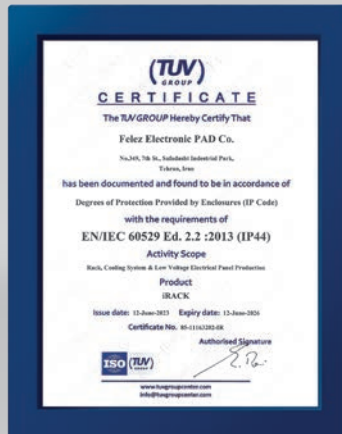 (TUV)
GROUP
CERTIFICATE
The TUV GROUP Hereby Certify That
Felez Electronic PAD Co.
No.349, 7th St., Safadasht Industrial Park,
Tehran, Iran
has been documented and found to be in accordance of
Degrees of Protection Provided by Enclosures (IP Code)
with the requirements of
EN/IEC 60529 Ed. 2.2 :2013 (IP44)
Activity Scope
Rack, Cooling System & Low Voltage Electrical Panel Production
Product
iRACK
Issue date: 12-June-2023 Expiry date: 12-June-2026
Certificate No.
Authorised Signature
ISO (TUV)
www.tuvgroupcenter.com
info@tuvgroupcenter.com